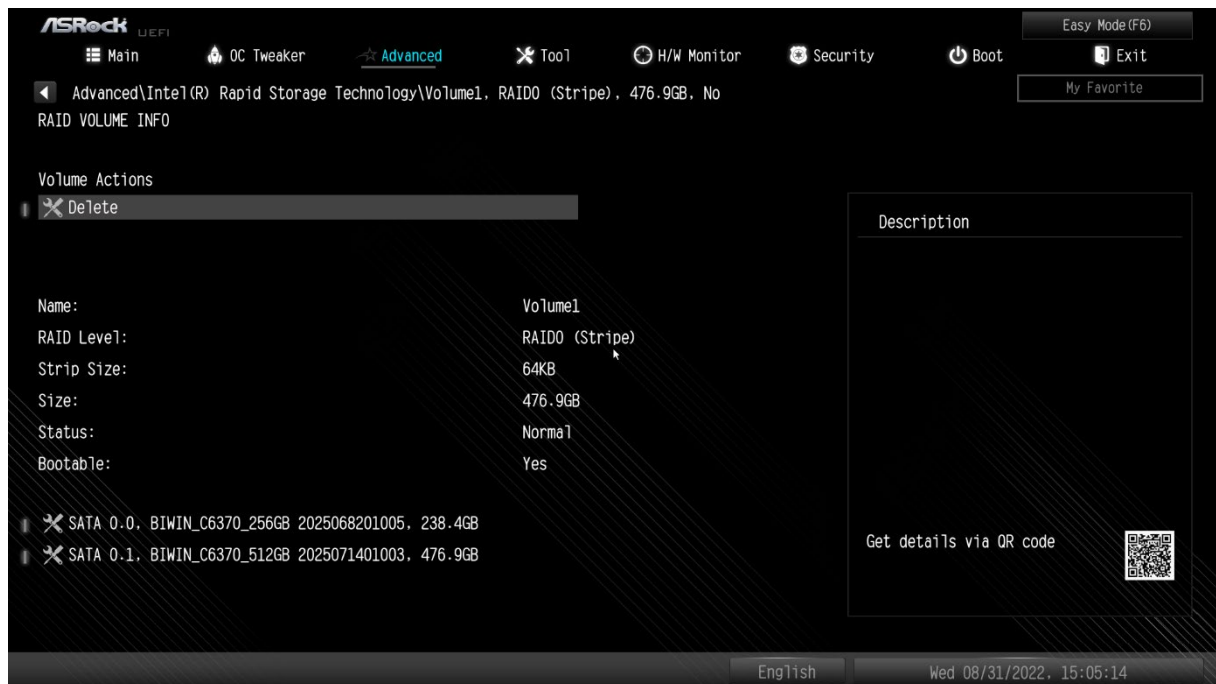 ASRock UEFI
Easy Mode(F6)
Main OC Tweaker Advanced Tool H/W Monitor Security Boot Exit
Advanced\Intel(R) Rapid Storage Technology\Volume1, RAID0 (Stripe), 476.9GB, No
My Favorite
RAID VOLUME INFO
Volume Actions
Delete
Description
Name: Volume1
RAID Level: RAID0 (Stripe)
Strip Size: 64KB
Size: 476.9GB
Status: Normal
Bootable: Yes
SATA 0.0, BIWIN_C6370_256GB 2025068201005, 238.4GB
SATA 0.1, BIWIN_C6370_512GB 2025071401003, 476.9GB
Get details via QR code
English
Wed 08/31/2022, 15:05:14